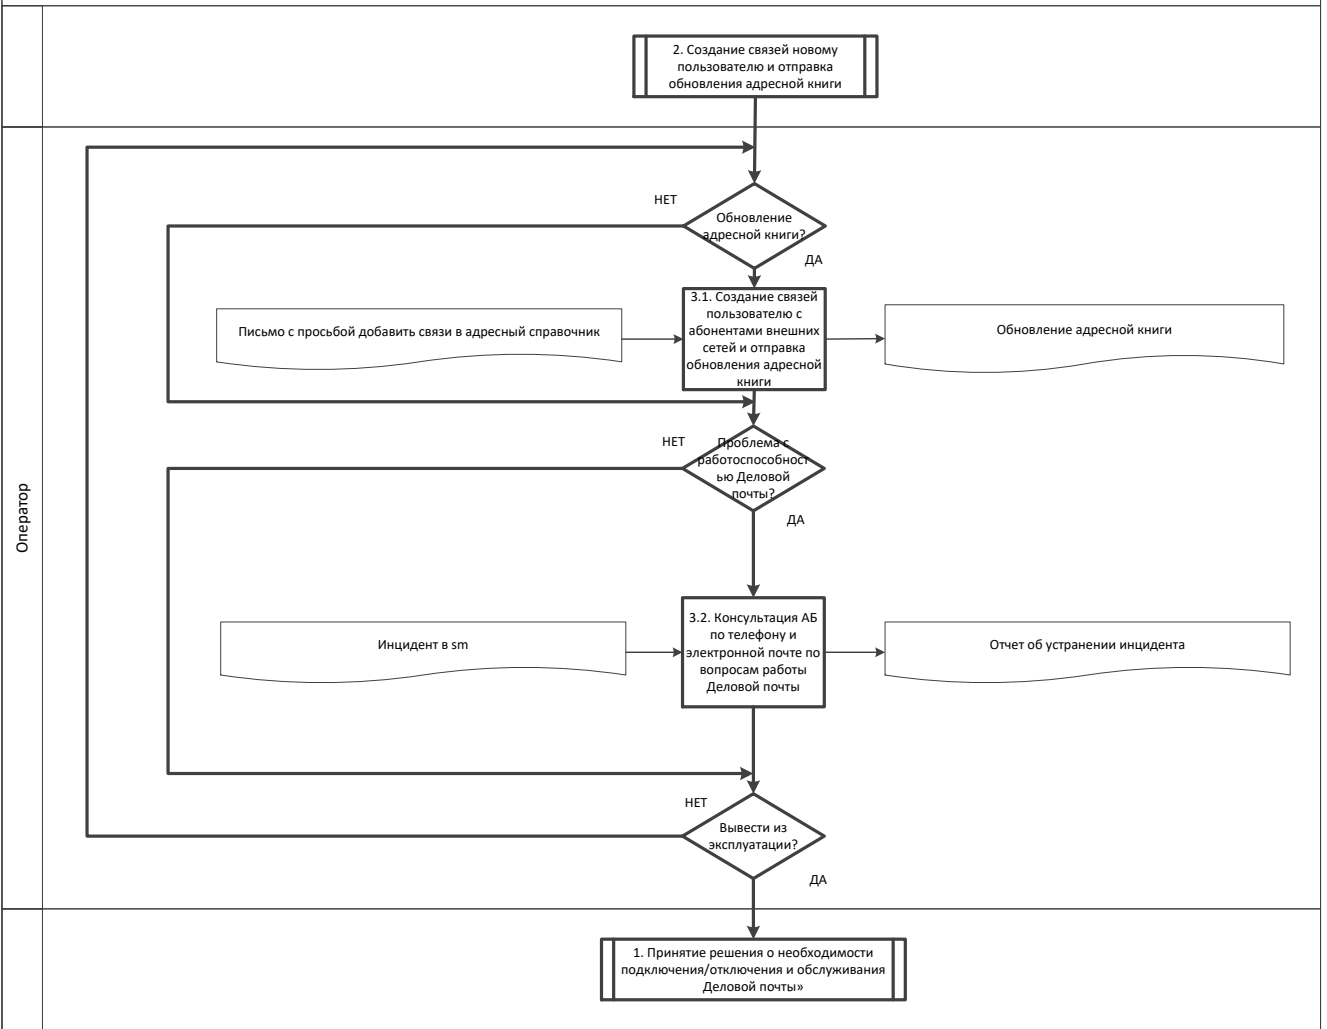 2. Создание связей новому
пользователю и отправка
обновления адресной книги
НЕТ
Обновление
адресной книги?
ДА
3.1. Создание связей
пользователю с
абонентами внешних
сетей и отправка
обновления адресной
книги
Письмо с просьбой добавить связи в адресный справочник
Обновление адресной книги
НЕТ
Проблема с
работоспособност
ью Деловой
почты?
ДА
Оператор
3.2. Консультация АБ
по телефону и
электронной почте по
вопросам работы
Деловой почты
Инцидент в sm
Отчет об устранении инцидента
НЕТ
Вывести из
эксплуатации?
ДА
1. Принятие решения о необходимости
подключения/отключения и обслуживания
Деловой почты»